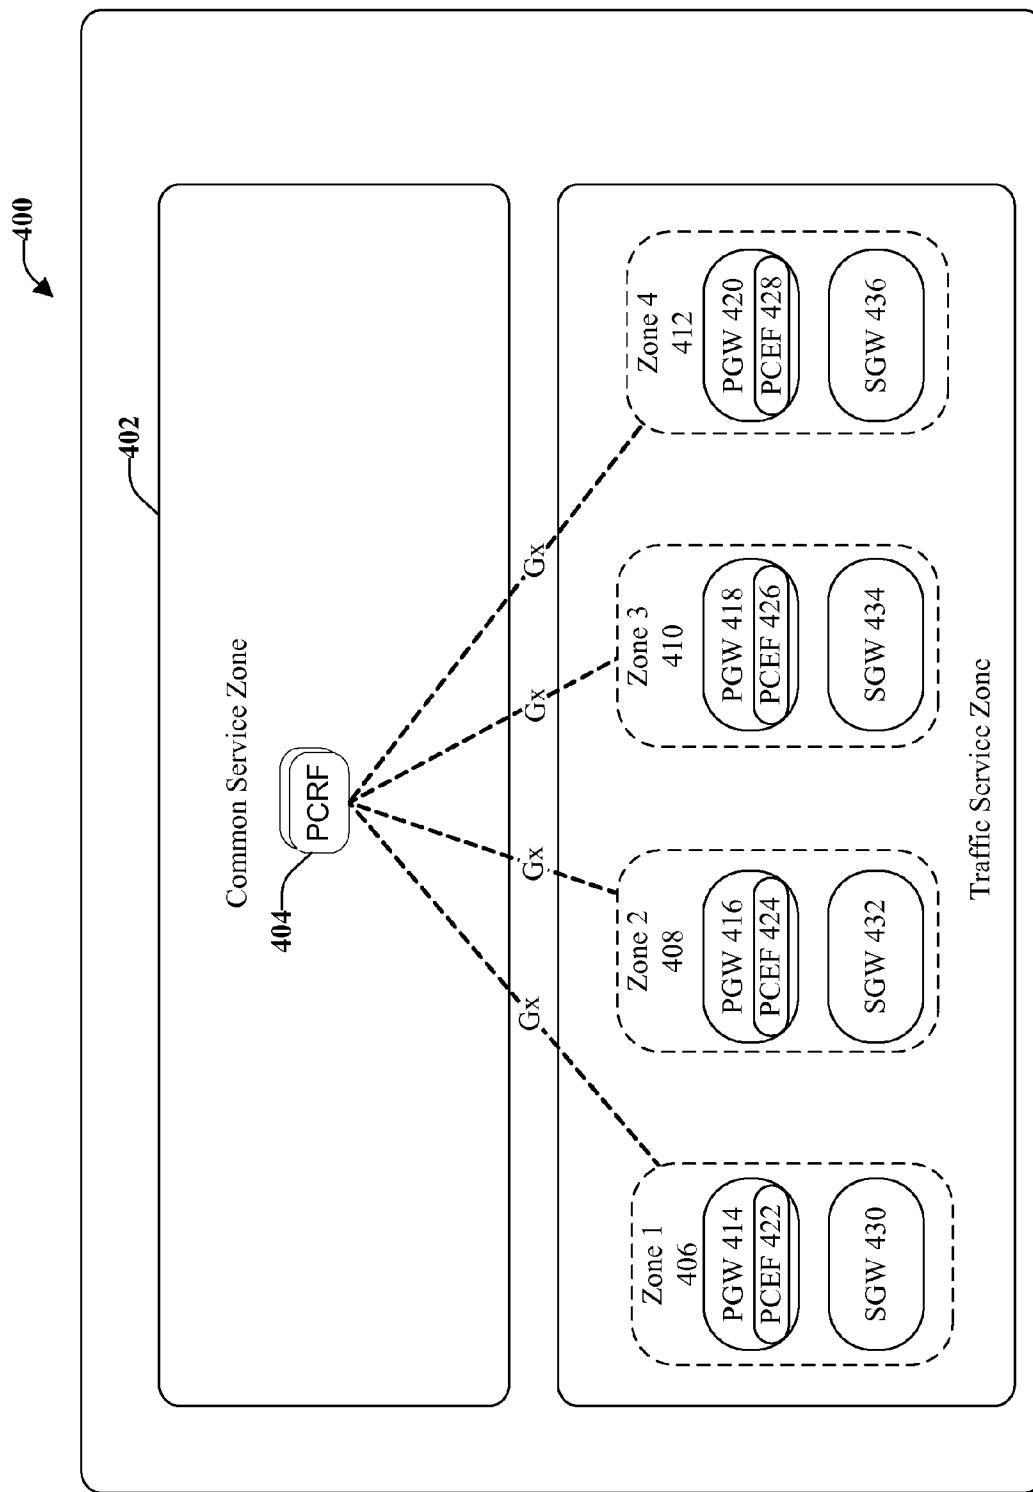 400
402
Common Service Zone
PCRF
404
Gx
Gx
Gx
Gx
Zone 1
406
PGW 414
PCEF 422
SGW 430
Zone 2
408
PGW 416
PCEF 424
SGW 432
Zone 3
410
PGW 418
PCEF 426
SGW 434
Zone 4
412
PGW 420
PCEF 428
SGW 436
Traffic Service Zone